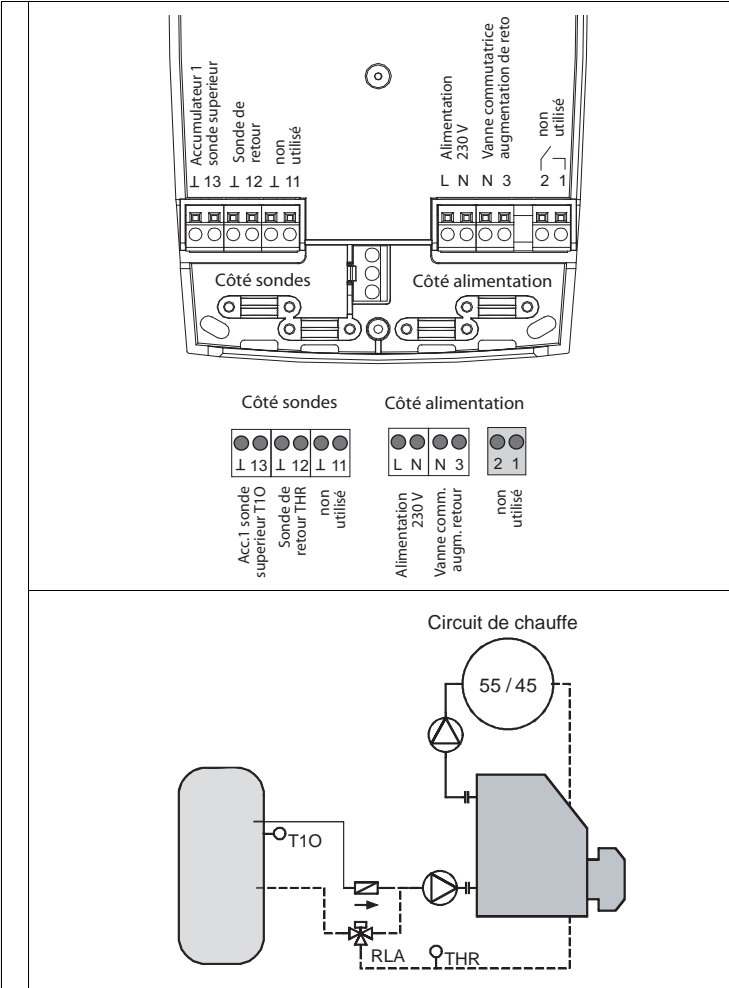 Accumulateur 1
sonde superieur
Sonde de
retour
non
utilisé
⊥ 13 ⊥ 12 ⊥ 11
Alimentation
230 V
Vanne commutatrice
augmentation de reto
non
utilisé
L N N 3 2 1
Côté sondes
Côté alimentation
Côté sondes
Côté alimentation
⊥ 13 ⊥ 12 ⊥ 11
L N N 3
2 1
Acc.1 sonde
superieur T1O
Sonde de
retour THR
non
utilisé
Alimentation
230 V
Vanne comm.
augm. retour
non
utilisé
Circuit de chauffe
55 / 45
T1O
RLA
THR